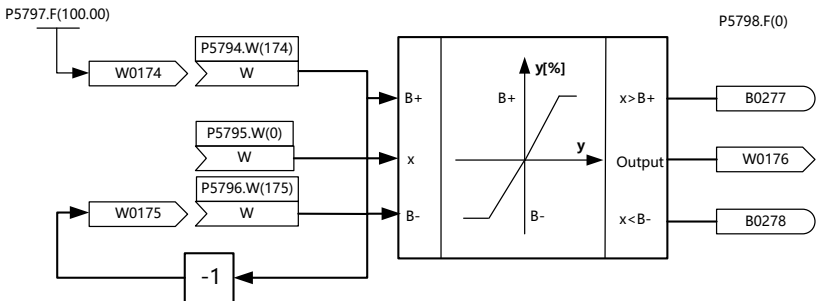 P5797.F(100.00)
P5798.F(0)
P5794.W(174)
W0174
W
y[%]
B+
B+
x>B+
B0277
P5795.W(0)
W
x
y
Output
W0176
P5796.W(175)
W0175
W
B-
B-
x<B-
B0278
-1